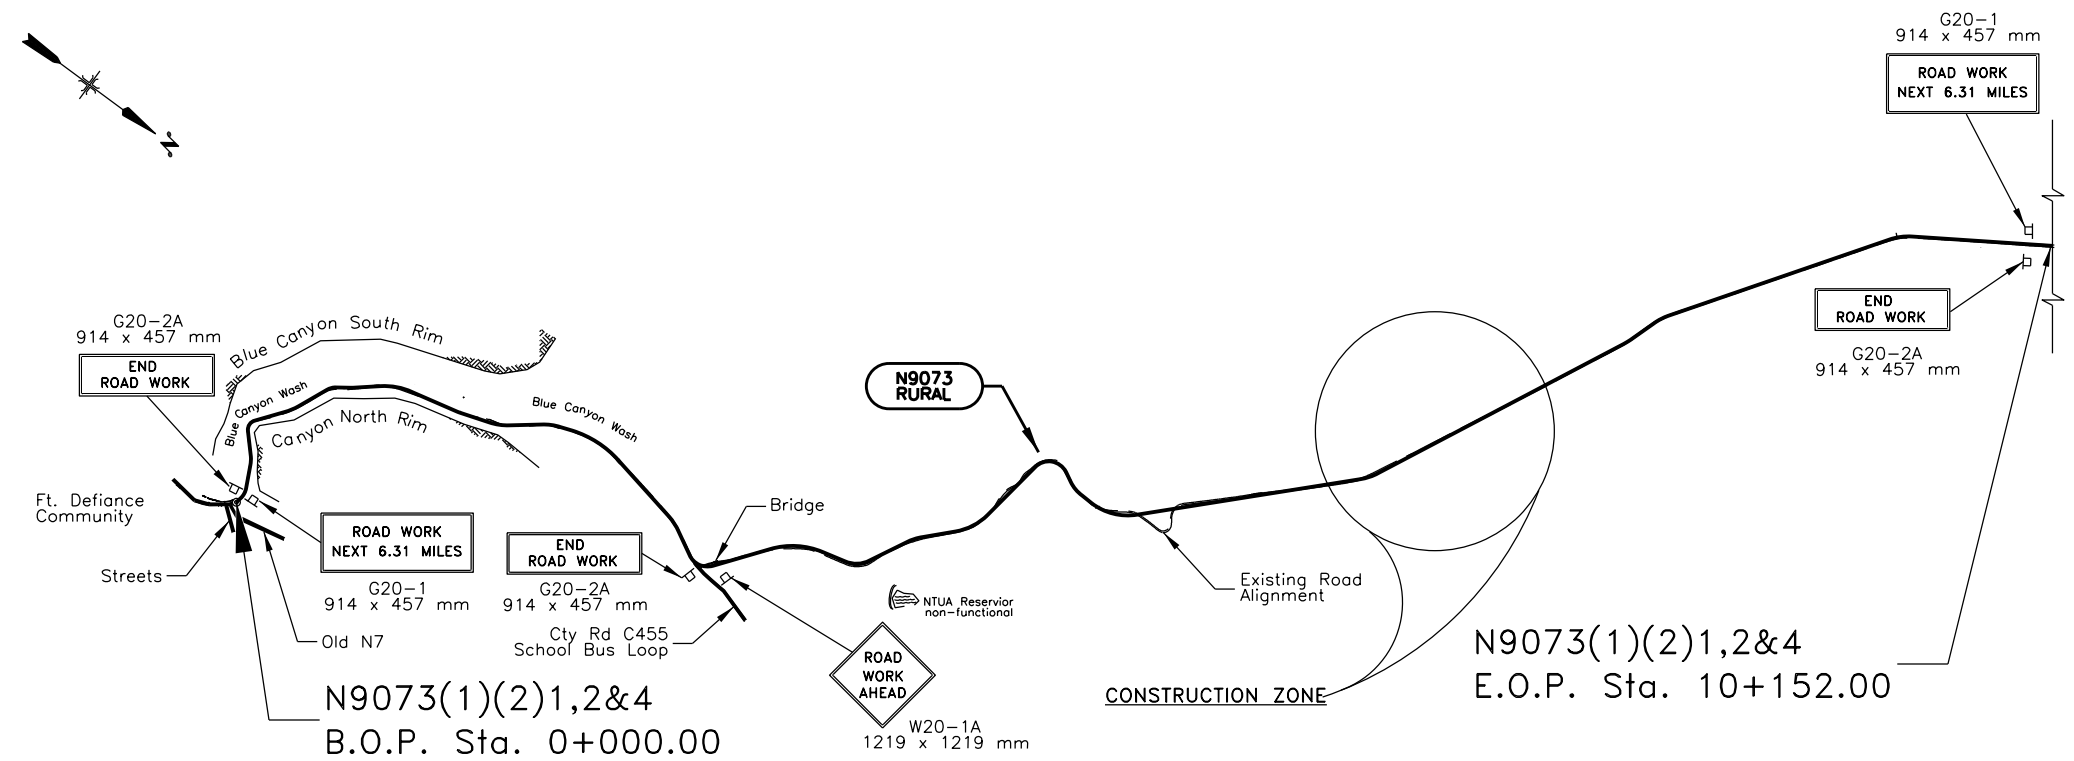 G20-1
914 x 457 mm
ROAD WORK
NEXT 6.31 MILES
N
G20-2A
914 x 457 mm
END
ROAD WORK
Blue Canyon South Rim
Blue Canyon Wash
Canyon North Rim
Blue Canyon Wash
Ft. Defiance
Community
Streets
ROAD WORK
NEXT 6.31 MILES
G20-1
914 x 457 mm
Old N7
N9073(1)(2)1,2&4
B.O.P. Sta. 0+000.00
END
ROAD WORK
G20-2A
914 x 457 mm
Cty Rd C455
School Bus Loop
Bridge
N9073
RURAL
NTUA Reservior
non-functional
ROAD
WORK
AHEAD
W20-1A
1219 x 1219 mm
Existing Road
Alignment
CONSTRUCTION ZONE
END
ROAD WORK
G20-2A
914 x 457 mm
N9073(1)(2)1,2&4
E.O.P. Sta. 10+152.00